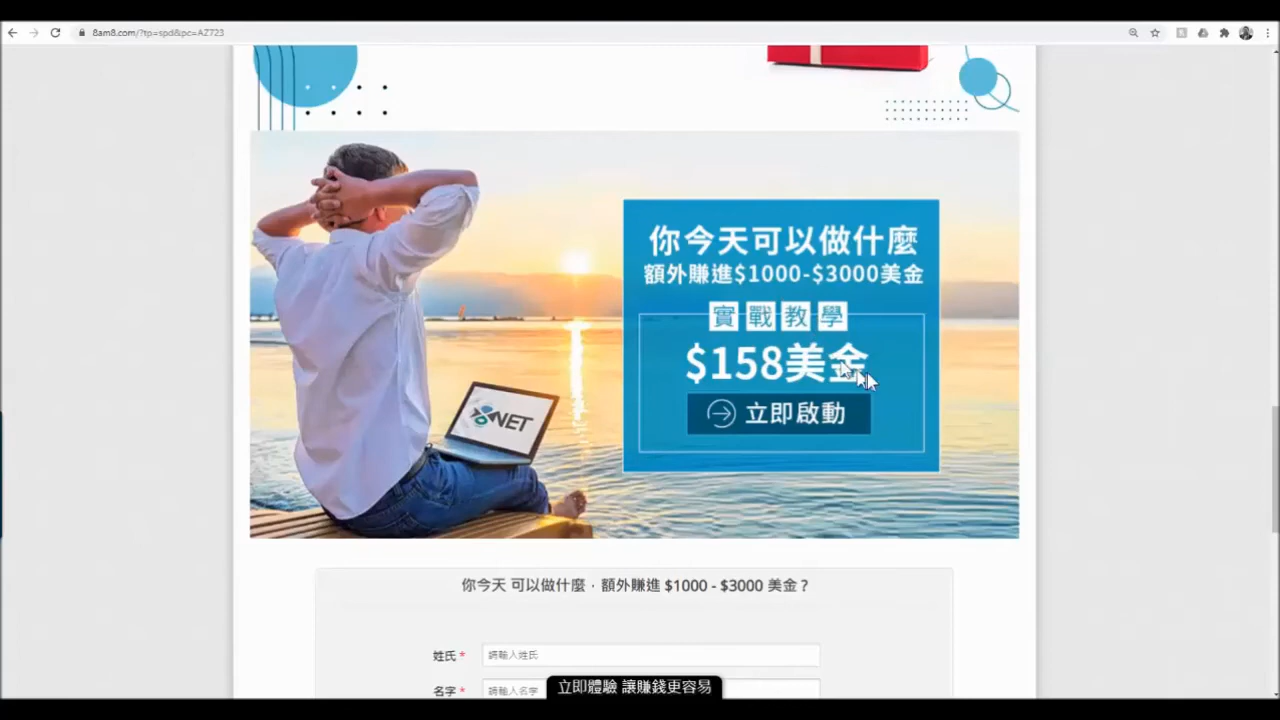 8am8.com/?tp=spd&pc=AZ723
你今天可以做什麼
額外賺進$1000-$3000美金
實戰教學
$158美金
立即啟動
8NET
你今天 可以做什麼，額外賺進 $1000 - $3000 美金？
姓氏 * 請輸入姓氏
名字 * 請輸入名字
立即體驗 讓賺錢更容易